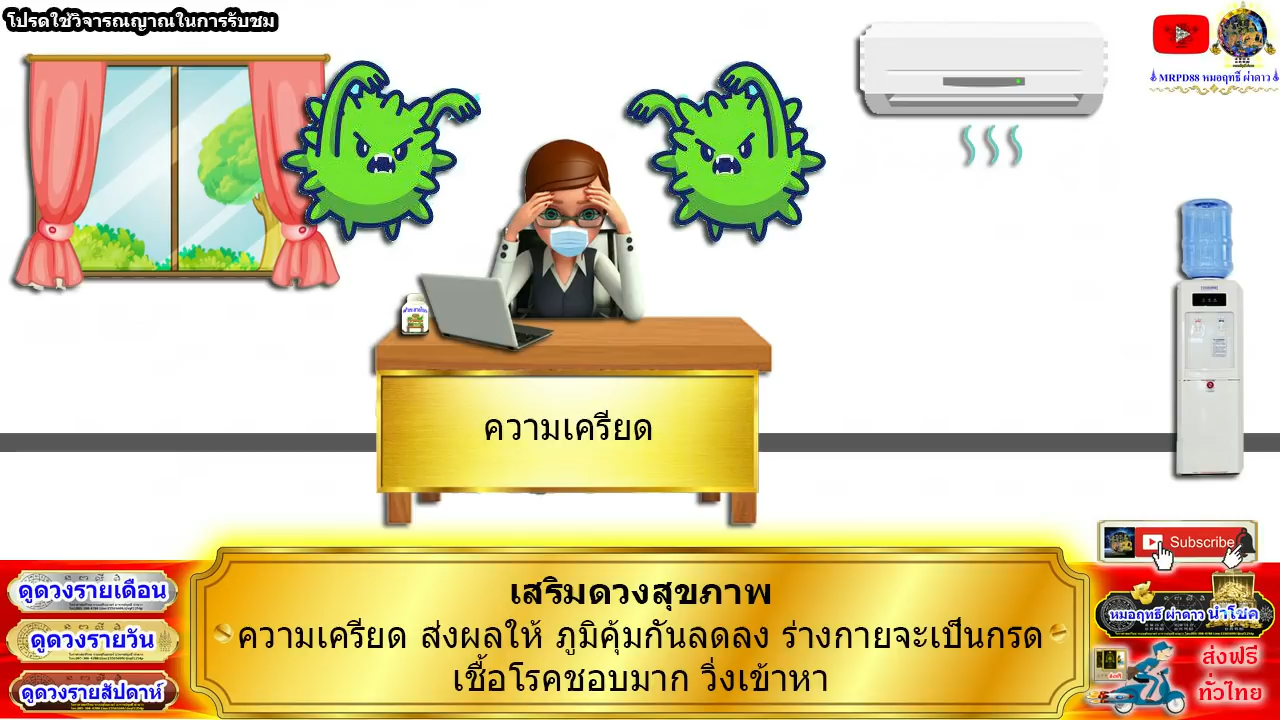 โปรดใช้วิจารณญาณในการรับชม
MRPD88 หมอฤทธิ์ ผ่าดาว
ความเครียด
Subscribe
เสริมดวงสุขภาพ
ความเครียด ส่งผลให้ ภูมิคุ้มกันลดลง ร่างกายจะเป็นกรด
เชื้อโรคชอบมาก วิ่งเข้าหา
ดูดวงรายเดือน
ดูดวงรายวัน
ดูดวงรายสัปดาห์
หมอฤทธิ์ ผ่าดาว นำโชค
ส่งฟรี
ทั่วไทย